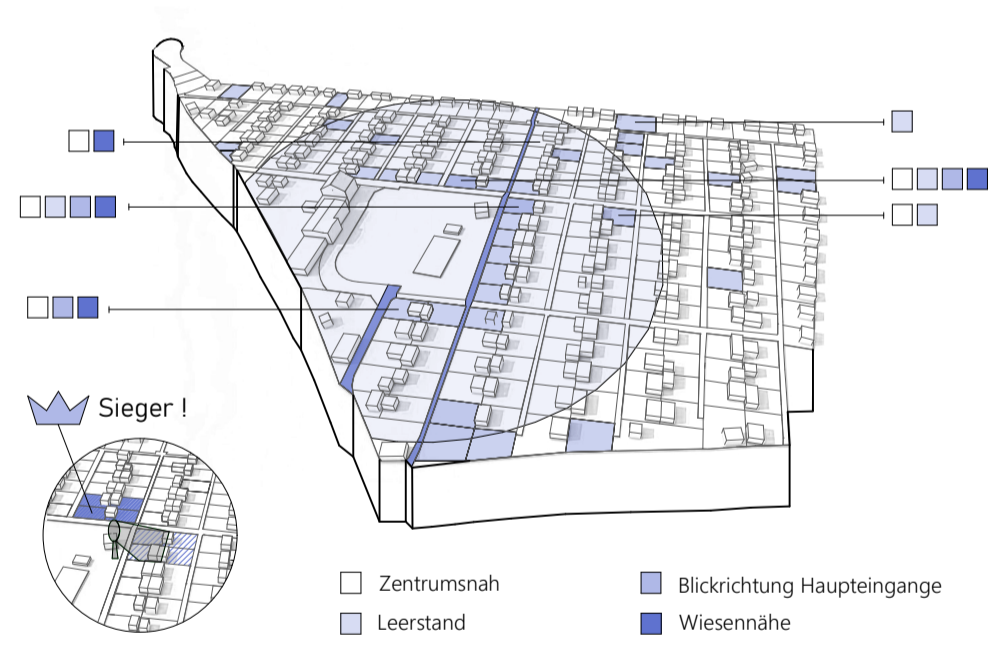 Sieger !
Zentrumsnah
Leerstand
Blickrichtung Haupteingange
Wiesennähe